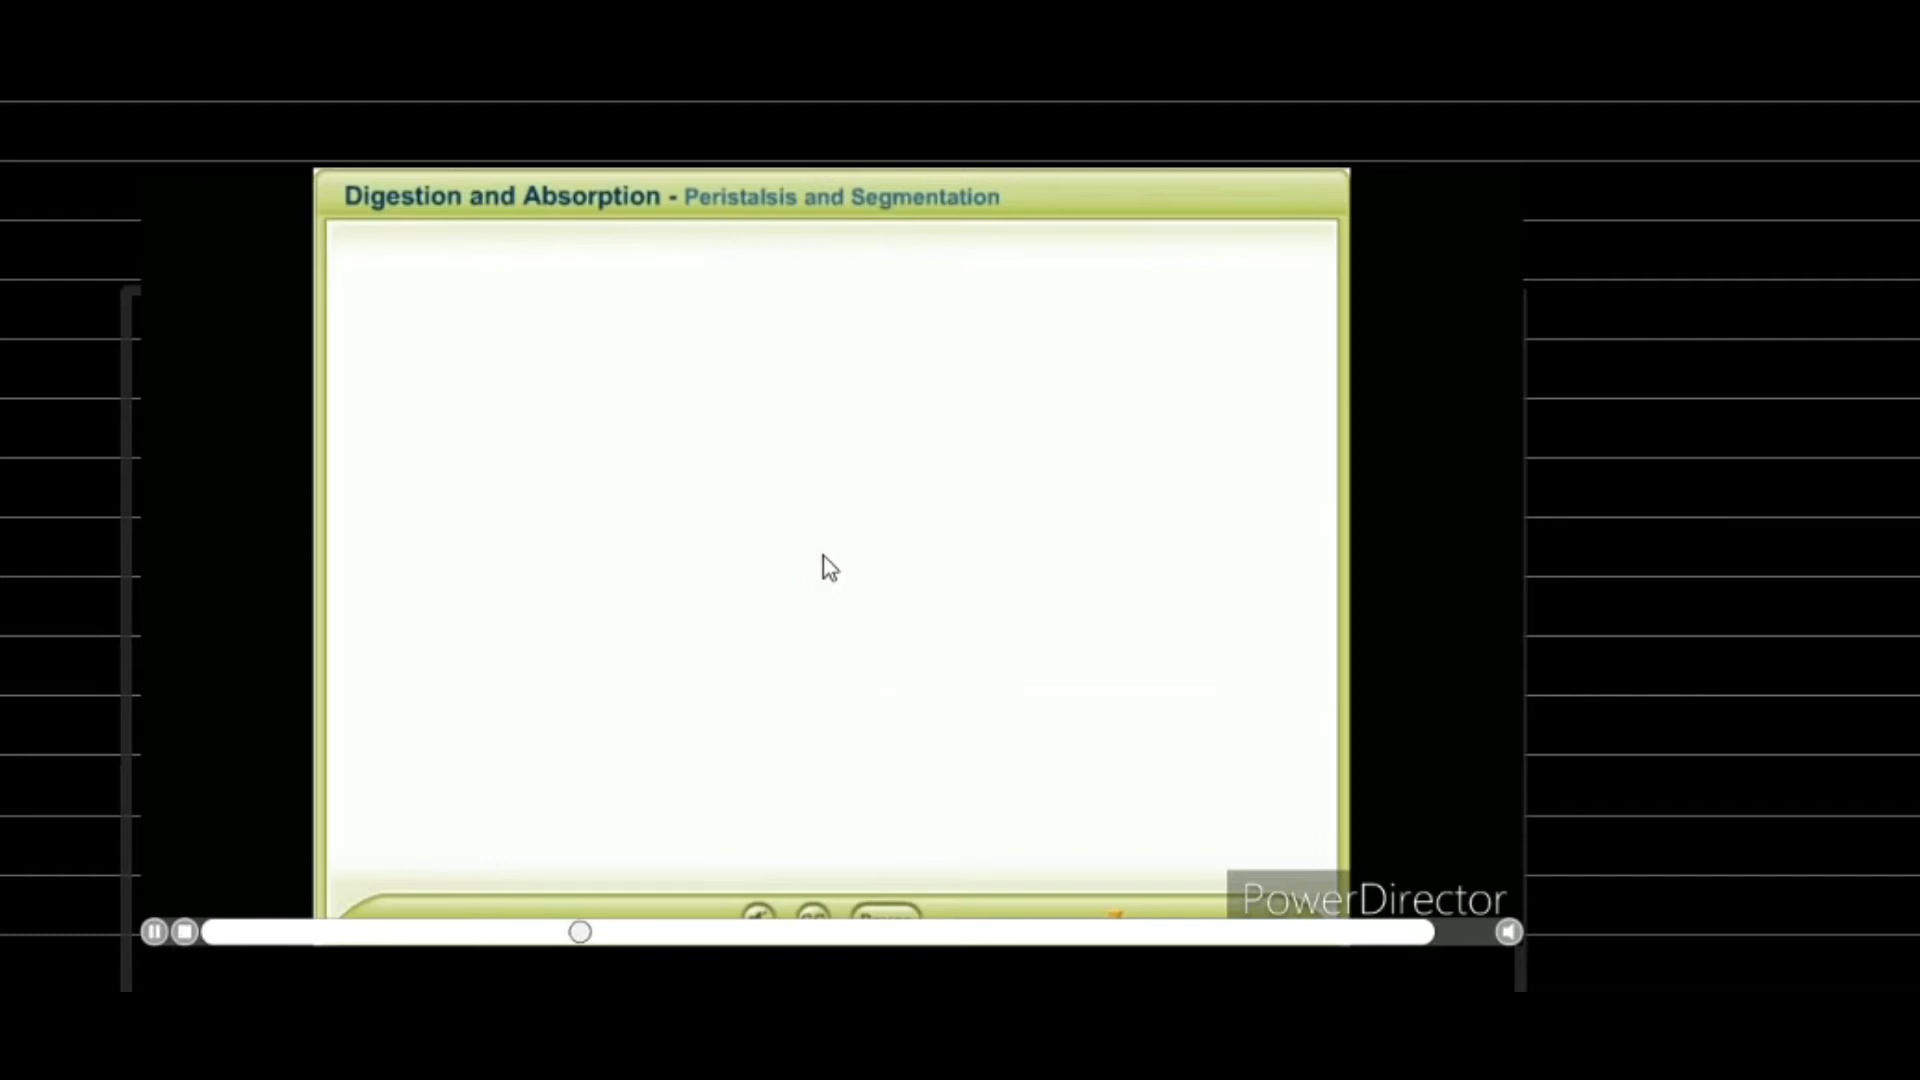 Digestion and Absorption - Peristalsis and Segmentation
PowerDirector